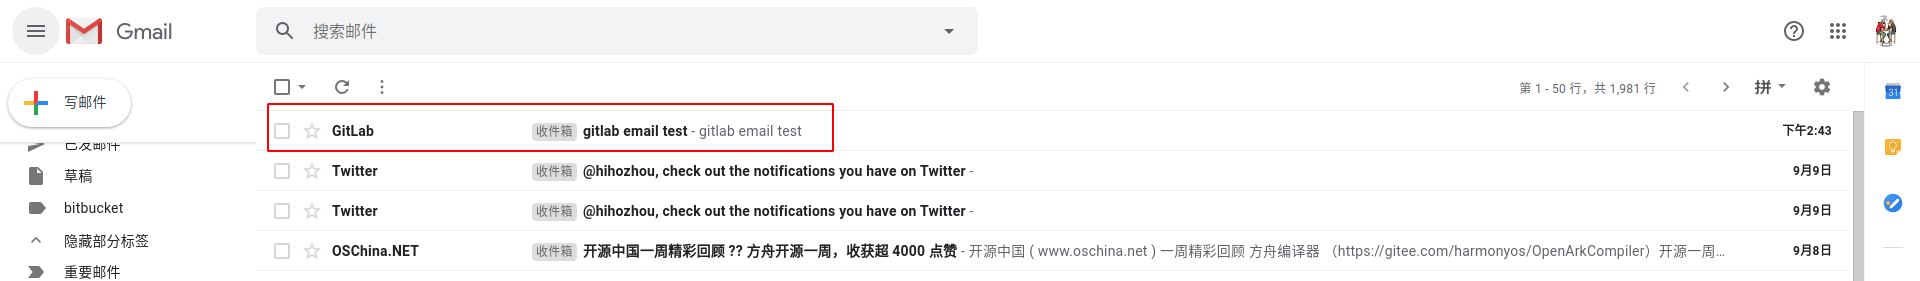 Gmail
搜索邮件
写邮件
第 1 - 50 行，共 1,981 行
拼
31
GitLab 收件箱 gitlab email test - gitlab email test 下午2:43
已发邮件
Twitter 收件箱 @hihozhou, check out the notifications you have on Twitter - 9月9日
草稿
bitbucket
Twitter 收件箱 @hihozhou, check out the notifications you have on Twitter - 9月9日
隐藏部分标签
OSChina.NET 收件箱 开源中国一周精彩回顾 ?? 方舟开源一周，收获超 4000 点赞 - 开源中国 ( www.oschina.net ) 一周精彩回顾 方舟编译器 （https://gitee.com/harmonyos/OpenArkCompiler）开源一周... 9月8日
重要邮件